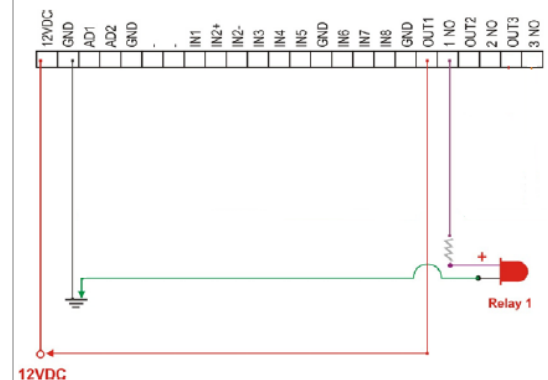 12VDC
GND
AD1
AD2
GND
-
-
IN1
IN2+
IN2-
IN3
IN4
IN5
GND
IN6
IN7
IN8
GND
OUT1
1 NO
OUT2
2 NO
OUT3
3 NO
+
Relay 1
12VDC